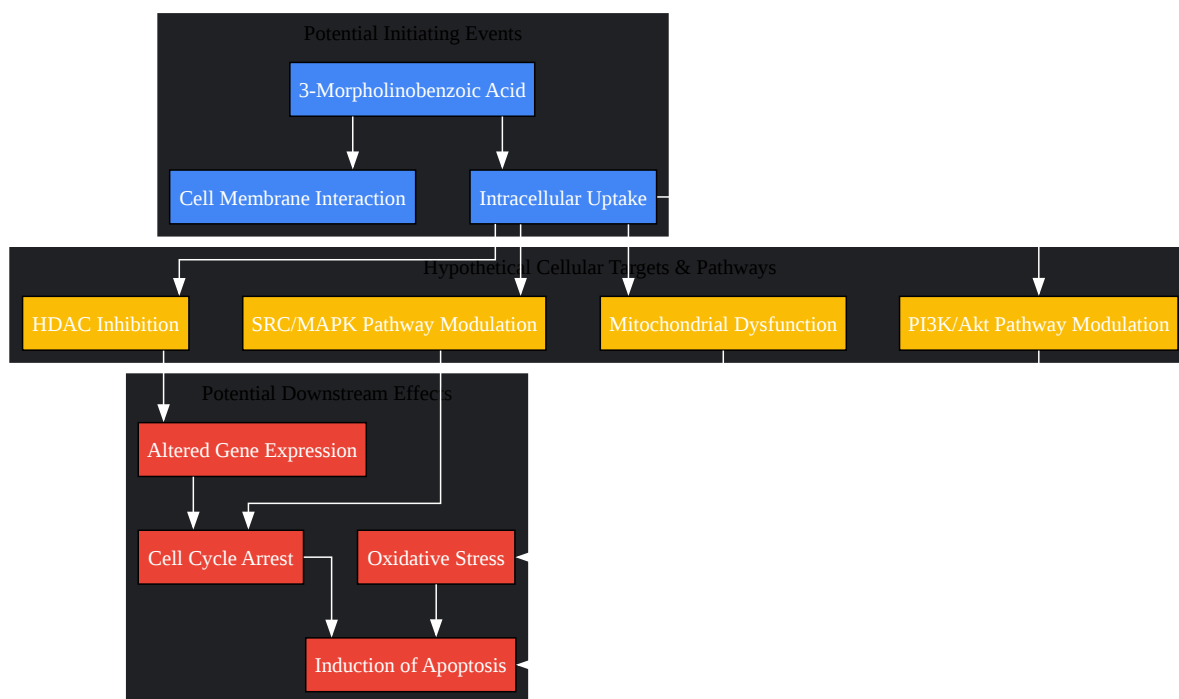 Potential Initiating Events
3-Morpholinobenzoic Acid
Cell Membrane Interaction
Intracellular Uptake
Hypothetical Cellular Targets & Pathways
HDAC Inhibition
SRC/MAPK Pathway Modulation
Mitochondrial Dysfunction
PI3K/Akt Pathway Modulation
Potential Downstream Effects
Altered Gene Expression
Cell Cycle Arrest
Oxidative Stress
Induction of Apoptosis